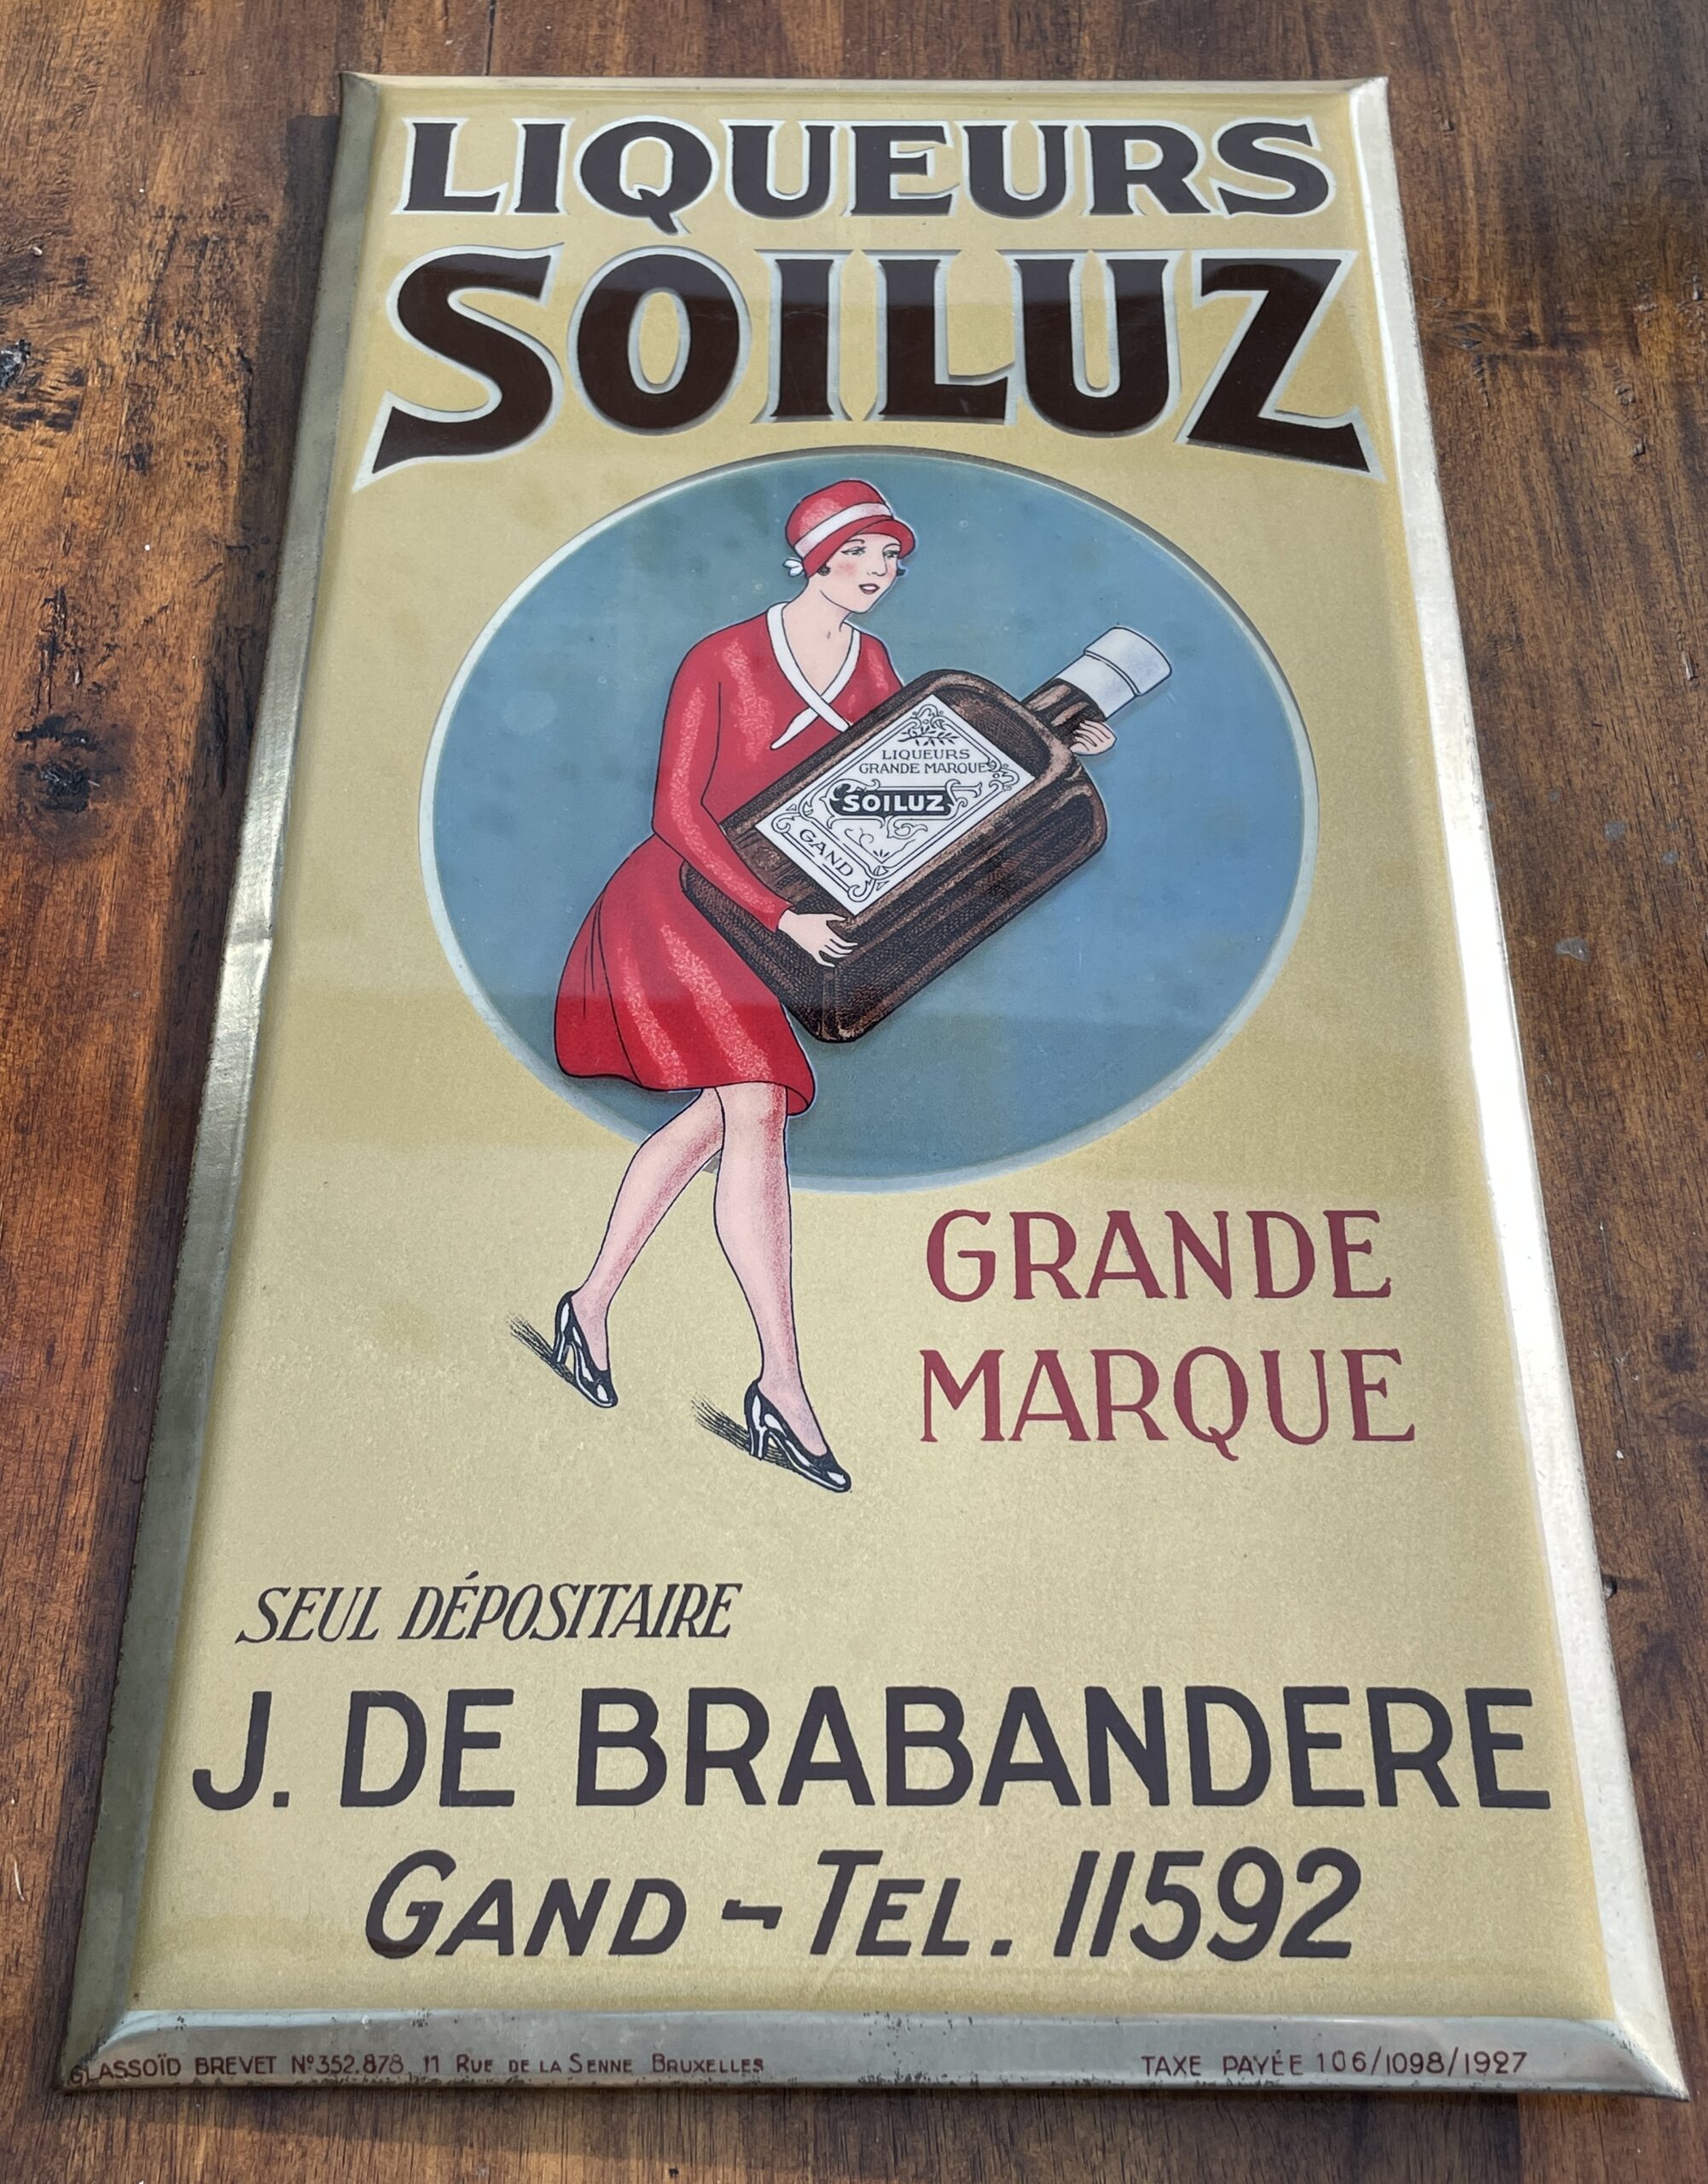 LIQUEURS
SOILUZ
LIQUEURS
GRANDE MARQUE
SOILUZ
GAND
GRANDE
MARQUE
SEUL DÉPOSITAIRE
J. DE BRABANDERE
GAND - TEL. 11592
GLASSOÏD BREVET Nº 352.878, 11 RUE DE LA SENNE BRUXELLES
TAXE PAYÉE 106/1098/1927